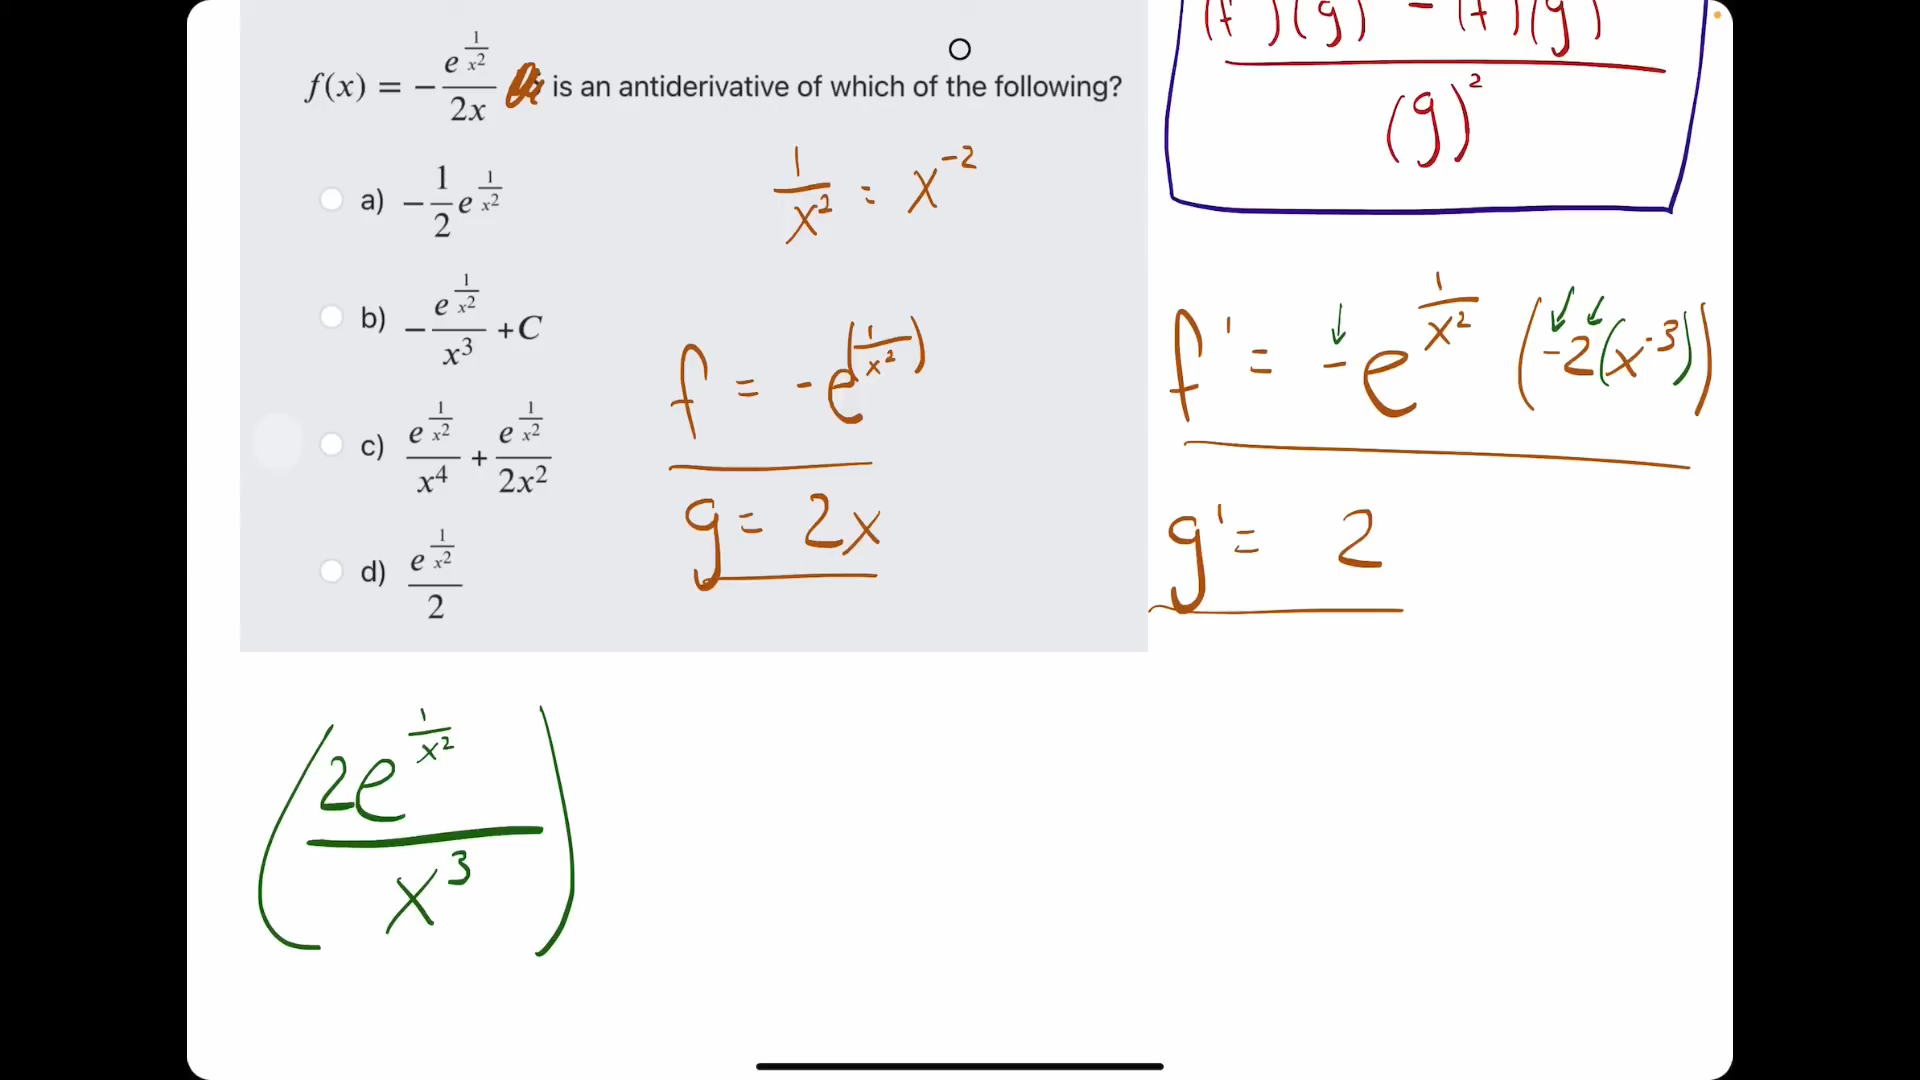 (f')(g) - (f)(g')
(g)²
f(x) = -e^(1/x²)/2x is an antiderivative of which of the following?
a) -1/2 e^(1/x²)
b) -e^(1/x²)/x³ + C
c) e^(1/x²)/x⁴ + e^(1/x²)/2x²
d) e^(1/x²)/2
1/x² = x⁻²
f = -e^(1/x²)
g = 2x
f' = -e^(1/x²) (-2(x⁻³))
g' = 2
(2e^(1/x²)/x³)